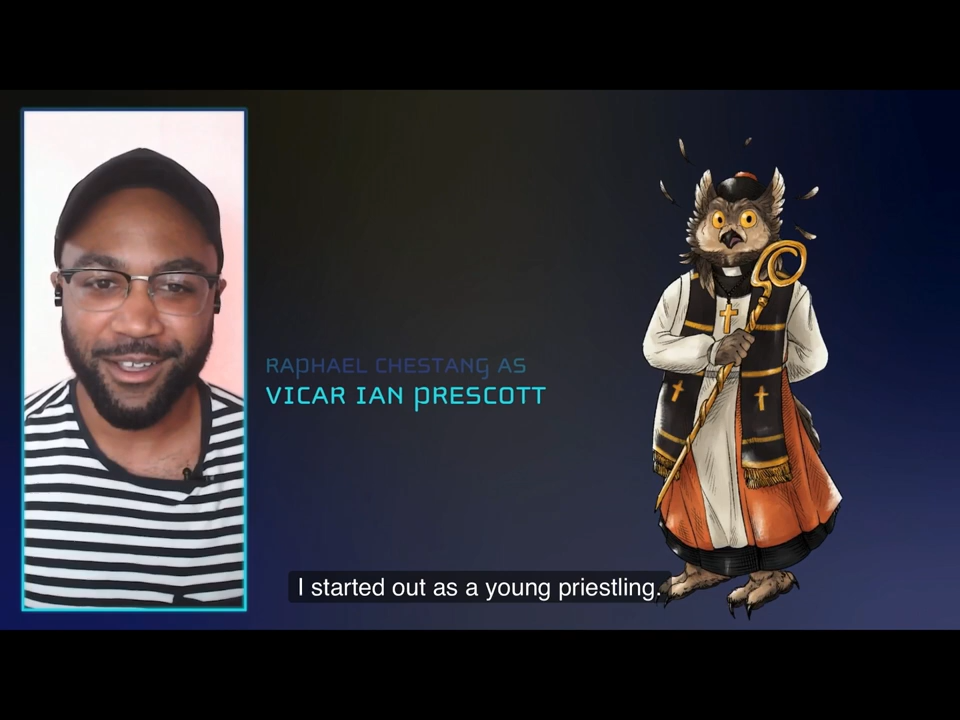 RAPHAEL CHESTANG AS
VICAR IAN PRESCOTT
I started out as a young priestling.